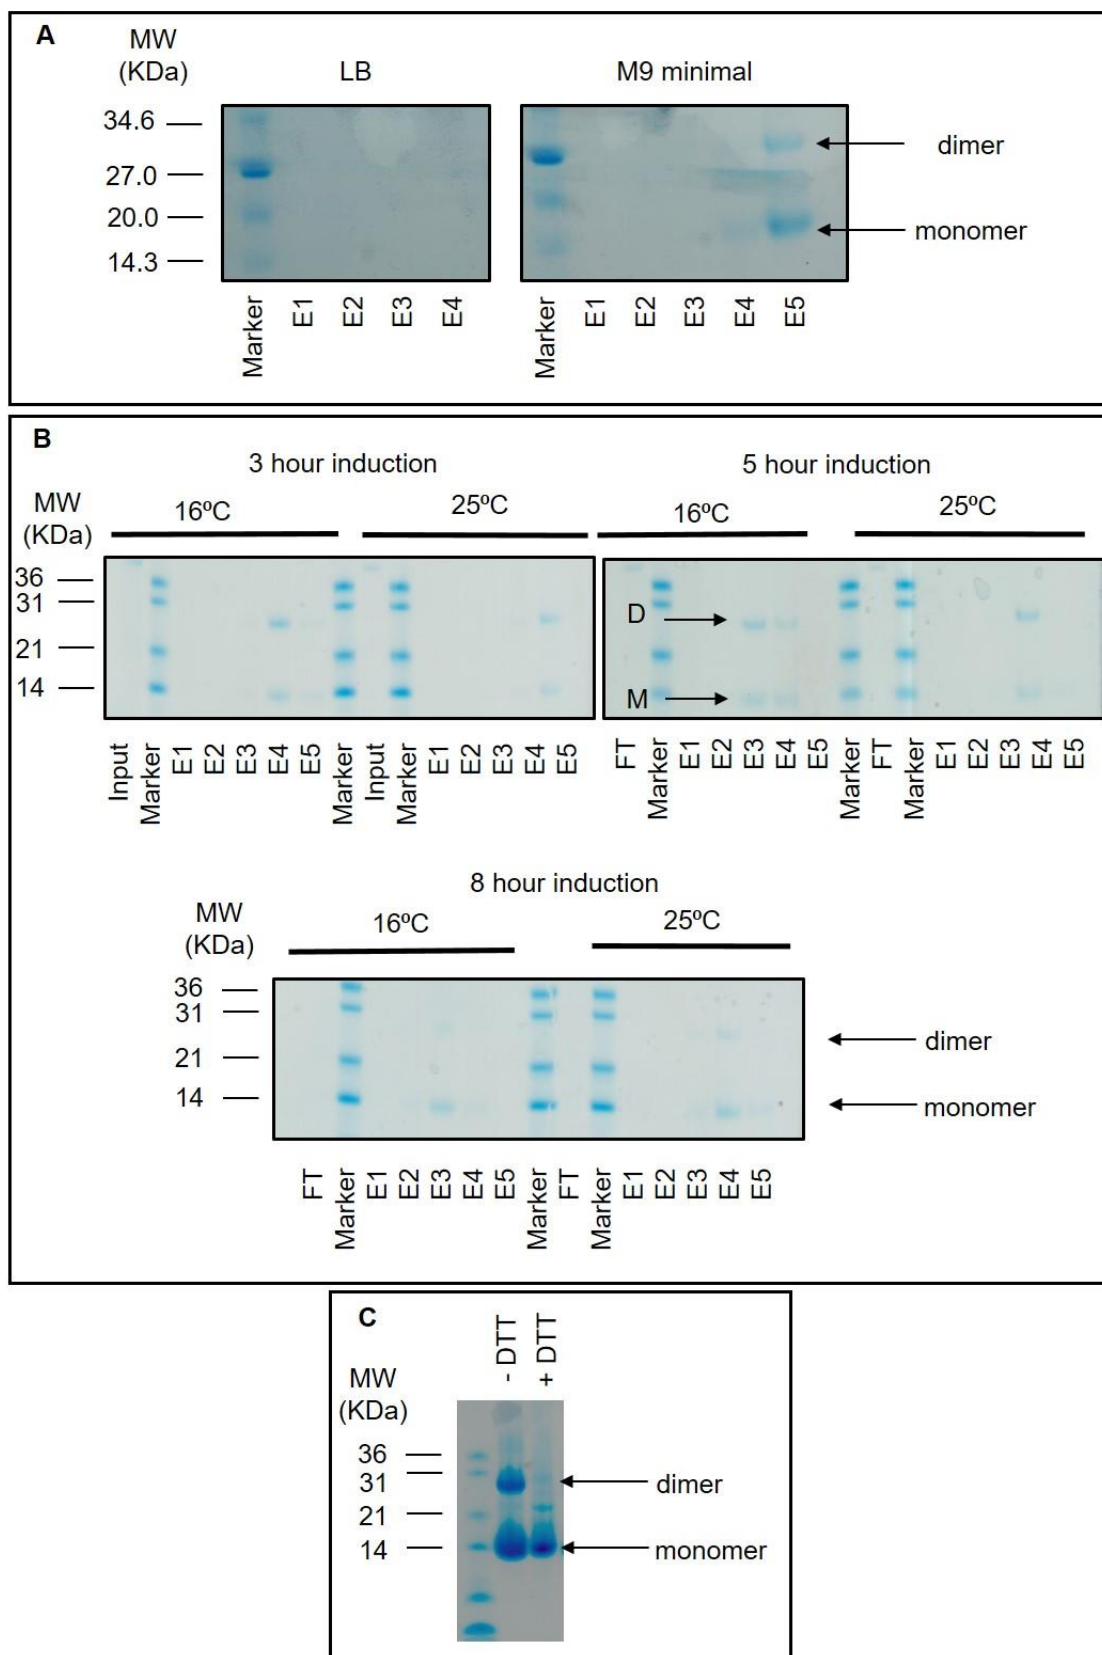 A
MW
(KDa)
LB
M9 minimal
34.6
27.0
20.0
14.3
dimer
monomer
Marker
E1
E2
E3
E4
Marker
E1
E2
E3
E4
E5
B
3 hour induction
5 hour induction
MW
(KDa)
16ºC
25ºC
16ºC
25ºC
36
31
21
14
D
M
Input
Marker
E1
E2
E3
E4
E5
Marker
Input
Marker
E1
E2
E3
E4
E5
FT
Marker
E1
E2
E3
E4
E5
Marker
FT
Marker
E1
E2
E3
E4
E5
8 hour induction
MW
(KDa)
16ºC
25ºC
36
31
21
14
dimer
monomer
FT
Marker
E1
E2
E3
E4
E5
Marker
FT
Marker
E1
E2
E3
E4
E5
C
- DTT
+ DTT
MW
(KDa)
36
31
21
14
dimer
monomer